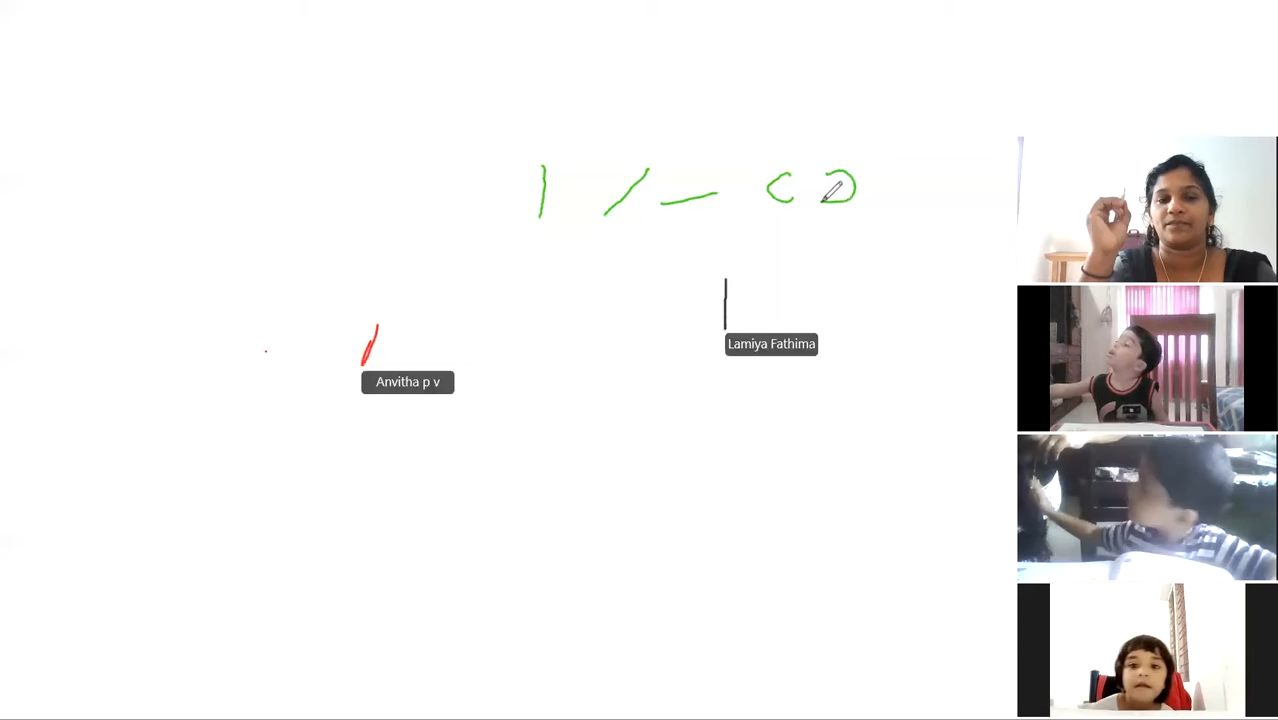 | / — C D
|
Lamiya Fathima
/
Anvitha p v